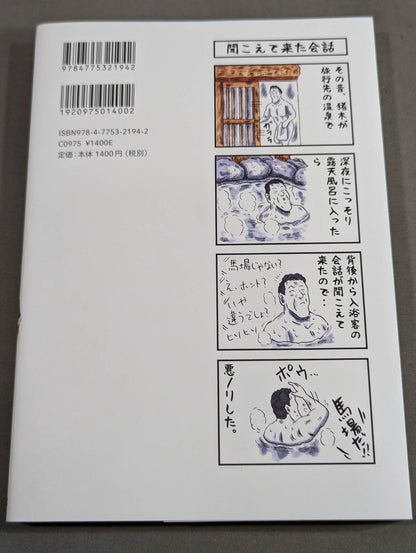 9784775321942
1920975014002
ISBN978-4-7753-2194-2
C0975 ¥1400E
定価:本体 1400円(税別)
聞こえて来た会話
その昔、猪木が
旅行先の温泉で
ガララ
深夜にこっそり
露天風呂に入った
ら
背後から入浴客の
会話が聞こえて
来たので‥
馬場じゃない?
え、ホント?
イヤ
違うでしょ?
ヒソヒソ
ポウ…
馬場だ!!
悪ノリした。